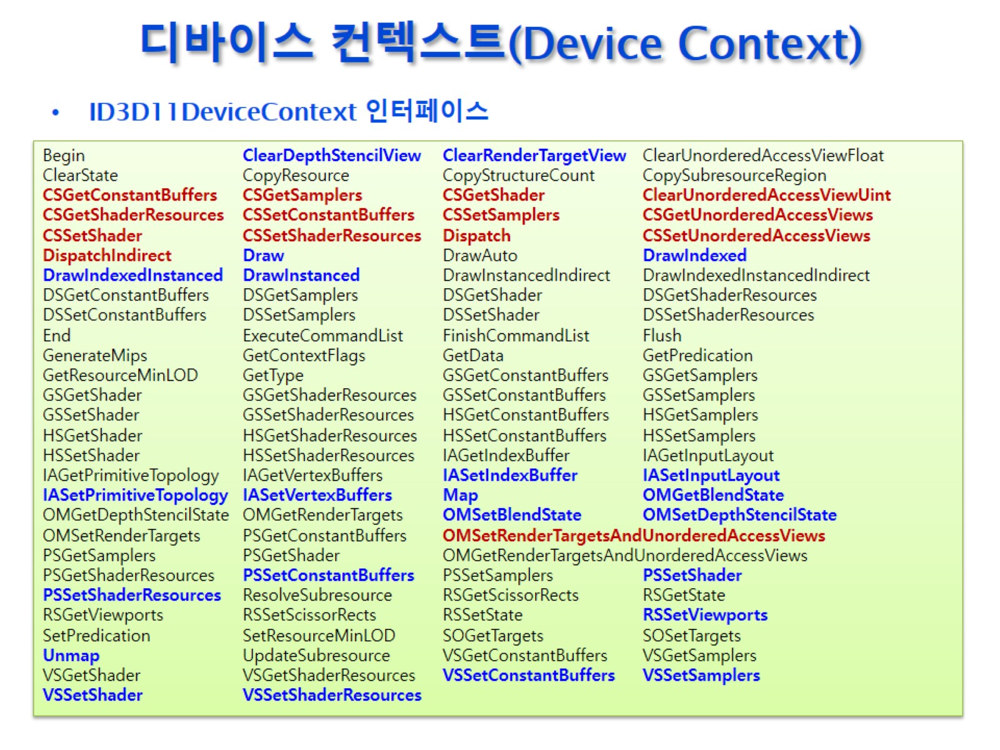 디바이스 컨텍스트(Device Context)
• ID3D11DeviceContext 인터페이스
Begin ClearDepthStencilView ClearRenderTargetView ClearUnorderedAccessViewFloat
ClearState CopyResource CopyStructureCount CopySubresourceRegion
CSGetConstantBuffers CSGetSamplers CSGetShader ClearUnorderedAccessViewUint
CSGetShaderResources CSSetConstantBuffers CSSetSamplers CSGetUnorderedAccessViews
CSSetShader CSSetShaderResources Dispatch CSSetUnorderedAccessViews
DispatchIndirect Draw DrawAuto DrawIndexed
DrawIndexedInstanced DrawInstanced DrawInstancedIndirect DrawIndexedInstancedIndirect
DSGetConstantBuffers DSGetSamplers DSGetShader DSGetShaderResources
DSSetConstantBuffers DSSetSamplers DSSetShader DSSetShaderResources
End ExecuteCommandList FinishCommandList Flush
GenerateMips GetContextFlags GetData GetPredication
GetResourceMinLOD GetType GSGetConstantBuffers GSGetSamplers
GSGetShader GSGetShaderResources GSSetConstantBuffers GSSetSamplers
GSSetShader GSSetShaderResources HSGetConstantBuffers HSGetSamplers
HSGetShader HSGetShaderResources HSSetConstantBuffers HSSetSamplers
HSSetShader HSSetShaderResources IAGetIndexBuffer IAGetInputLayout
IAGetPrimitiveTopology IAGetVertexBuffers IASetIndexBuffer IASetInputLayout
IASetPrimitiveTopology IASetVertexBuffers Map OMGetBlendState
OMGetDepthStencilState OMGetRenderTargets OMSetBlendState OMSetDepthStencilState
OMSetRenderTargets PSGetConstantBuffers OMSetRenderTargetsAndUnorderedAccessViews
PSGetSamplers PSGetShader OMGetRenderTargetsAndUnorderedAccessViews
PSGetShaderResources PSSetConstantBuffers PSSetSamplers PSSetShader
PSSetShaderResources ResolveSubresource RSGetScissorRects RSGetState
RSGetViewports RSSetScissorRects RSSetState RSSetViewports
SetPredication SetResourceMinLOD SOGetTargets SOSetTargets
Unmap UpdateSubresource VSGetConstantBuffers VSGetSamplers
VSGetShader VSGetShaderResources VSSetConstantBuffers VSSetSamplers
VSSetShader VSSetShaderResources